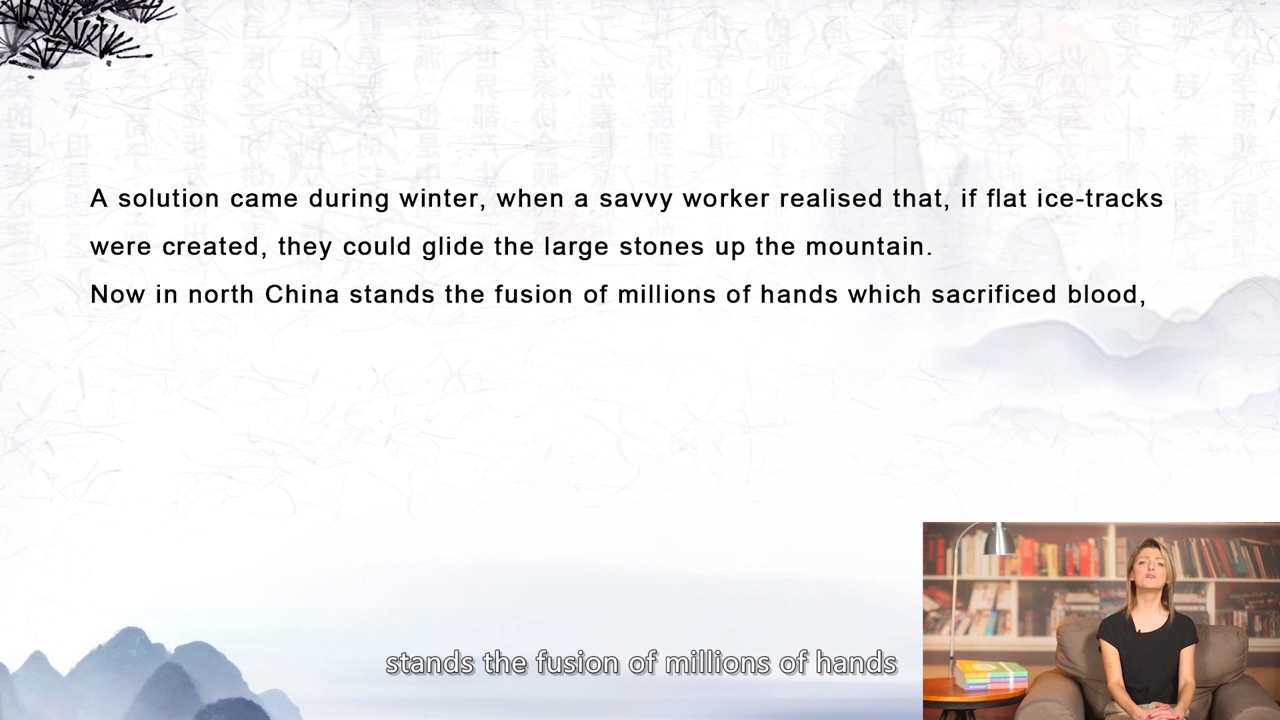 A solution came during winter, when a savvy worker realised that, if flat ice-tracks
were created, they could glide the large stones up the mountain.
Now in north China stands the fusion of millions of hands which sacrificed blood,
stands the fusion of millions of hands